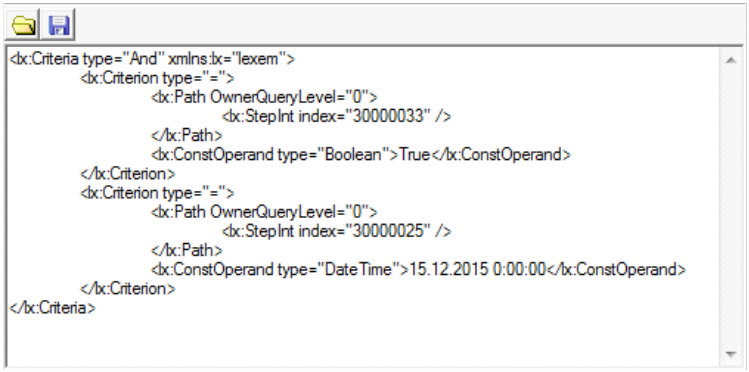 <lx:Criteria type="And" xmlns:lx="lexem">
<lx:Criterion type="=">
<lx:Path OwnerQueryLevel="0">
<lx:StepInt index="30000033" />
</lx:Path>
<lx:ConstOperand type="Boolean">True</lx:ConstOperand>
</lx:Criterion>
<lx:Criterion type="=">
<lx:Path OwnerQueryLevel="0">
<lx:StepInt index="30000025" />
</lx:Path>
<lx:ConstOperand type="DateTime">15.12.2015 0:00:00</lx:ConstOperand>
</lx:Criterion>
</lx:Criteria>